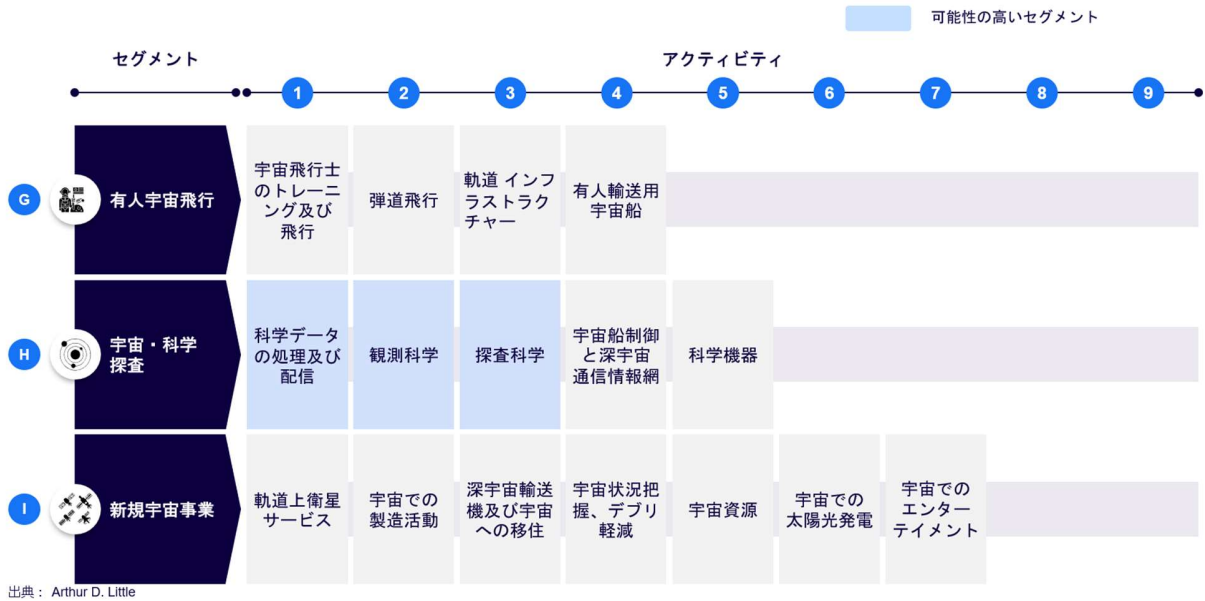 可能性の高いセグメント
セグメント
アクティビティ
1 2 3 4 5 6 7 8 9
G
有人宇宙飛行
宇宙飛行士
のトレーニ
ング及び
飛行
弾道飛行
軌道 インフ
ラストラク
チャー
有人輸送用
宇宙船
H
宇宙・科学
探査
科学データ
の処理及び
配信
観測科学
探査科学
宇宙船制御
と深宇宙
通信情報網
科学機器
I
新規宇宙事業
軌道上衛星
サービス
宇宙での
製造活動
深宇宙輸送
機及び宇宙
への移住
宇宙状況把
握、デブリ
軽減
宇宙資源
宇宙での
太陽光発電
宇宙での
エンター
テイメント
出典： Arthur D. Little